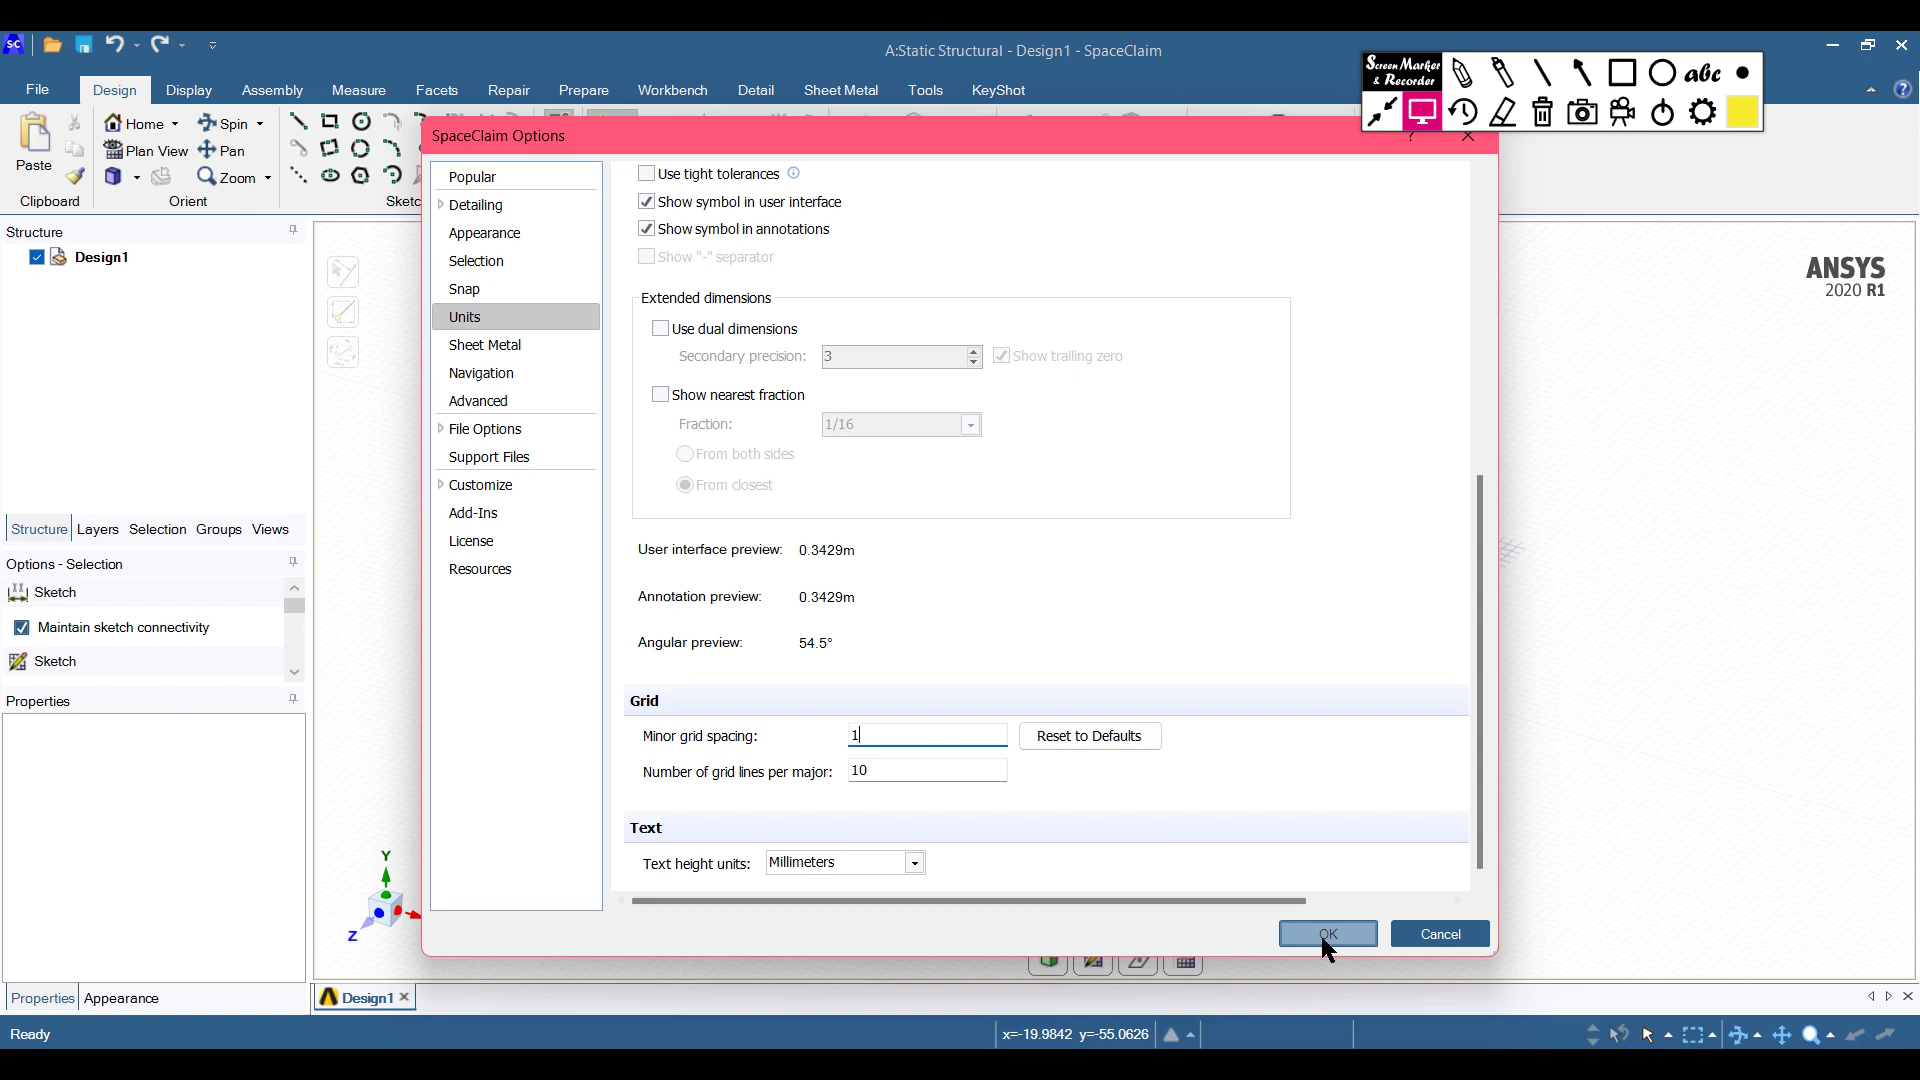 SC
A:Static Structural - Design1 - SpaceClaim
Screen Marker & Recorder
abc
File Design Display Assembly Measure Facets Repair Prepare Workbench Detail Sheet Metal Tools KeyShot
Paste
Clipboard
Home Spin
Plan View Pan
Zoom
Orient
Sketc
SpaceClaim Options
? ×
Popular
Detailing
Appearance
Selection
Snap
Units
Sheet Metal
Navigation
Advanced
File Options
Support Files
Customize
Add-Ins
License
Resources
Use tight tolerances
Show symbol in user interface
Show symbol in annotations
Show "-" separator
Extended dimensions
Use dual dimensions
Secondary precision: 3 Show trailing zero
Show nearest fraction
Fraction: 1/16
From both sides
From closest
User interface preview: 0.3429m
Annotation preview: 0.3429m
Angular preview: 54.5°
Grid
Minor grid spacing: 1 Reset to Defaults
Number of grid lines per major: 10
Text
Text height units: Millimeters
OK Cancel
Structure
Design1
Structure Layers Selection Groups Views
Options - Selection
Sketch
Maintain sketch connectivity
Sketch
Properties
Properties Appearance
ANSYS
2020 R1
Y
Z
Design1
Ready
x=-19.9842 y=-55.0626